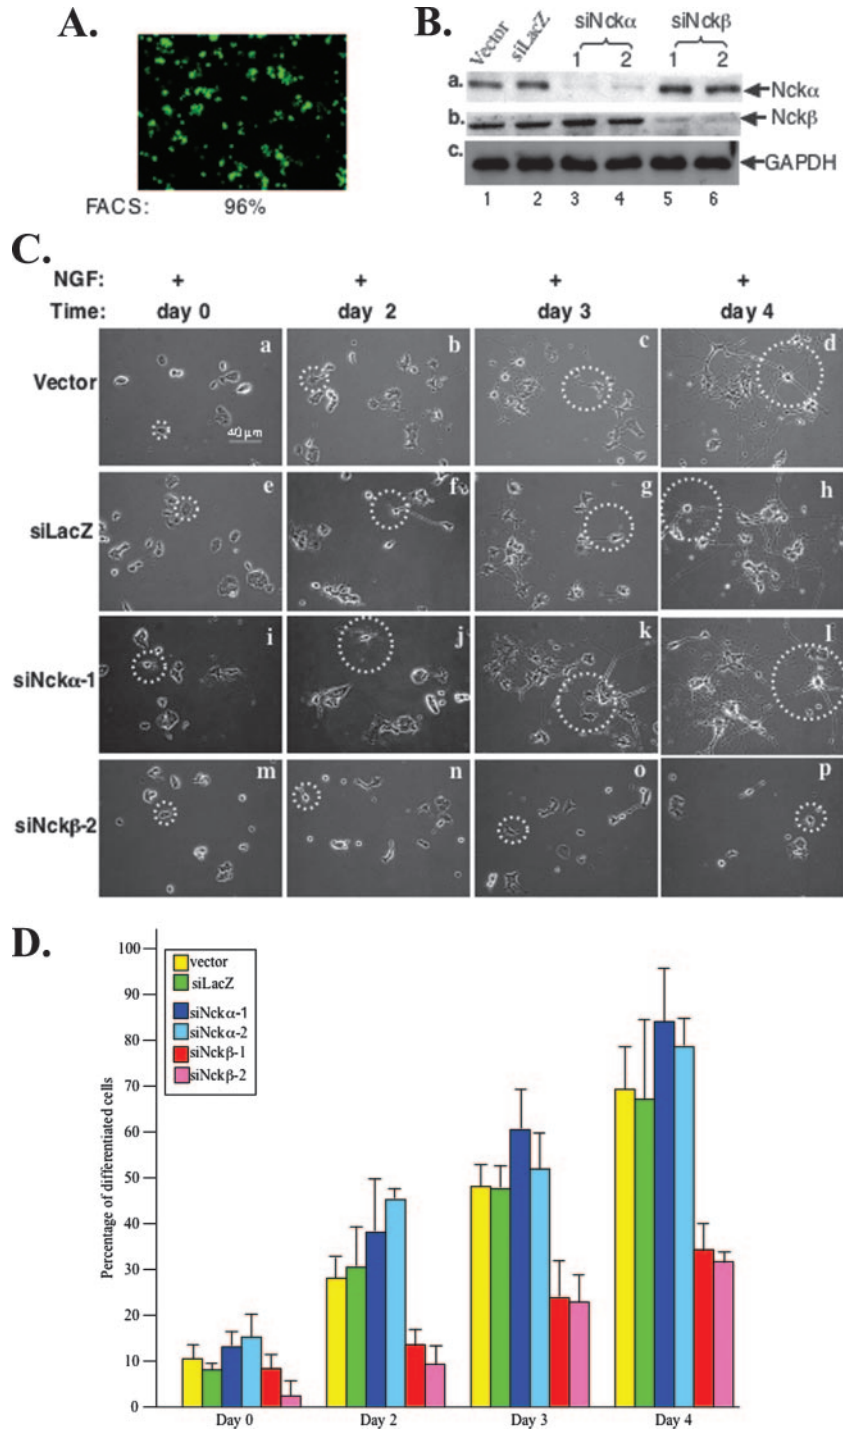 A.
FACS: 96%
B.
Vector siLacZ siNckα siNckβ
1 2 1 2
a. Nckα
b. Nckβ
c. GAPDH
1 2 3 4 5 6
C.
NGF: + + + +
Time: day 0 day 2 day 3 day 4
Vector a b c d
40 μm
siLacZ e f g h
siNckα-1 i j k l
siNckβ-2 m n o p
D.
Percentage of differentiated cells
100
90
80
70
60
50
40
30
20
10
0
vector
siLacZ
siNckα-1
siNckα-2
siNckβ-1
siNckβ-2
Day 0 Day 2 Day 3 Day 4